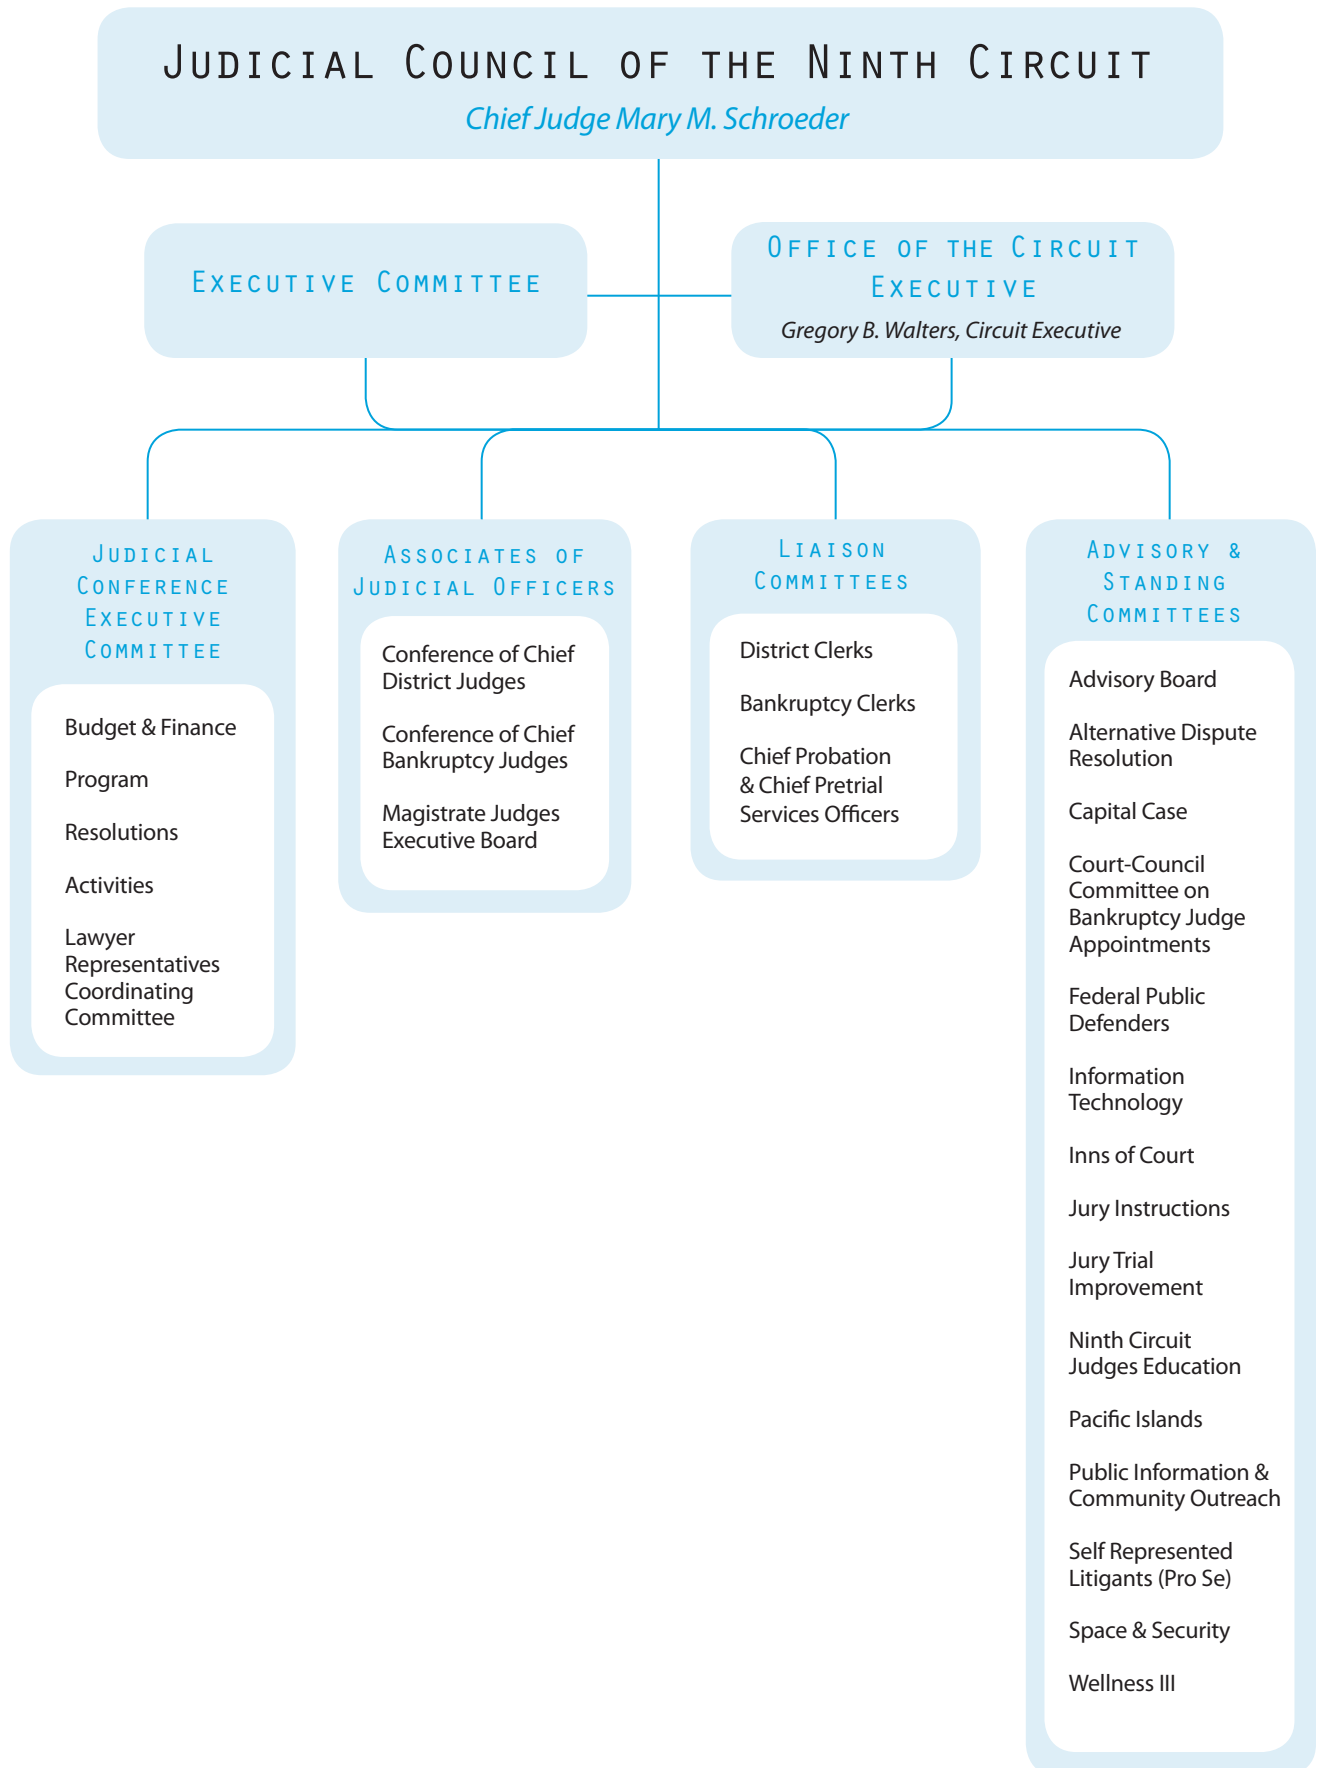 Judicial Council of the Ninth Circuit
Chief Judge Mary M. Schroeder
Executive Committee
Office of the Circuit
Executive
Gregory B. Walters, Circuit Executive
Judicial
Conference
Executive
Committee
Budget & Finance
Program
Resolutions
Activities
Lawyer
Representatives
Coordinating
Committee
Associates of
Judicial Officers
Conference of Chief
District Judges
Conference of Chief
Bankruptcy Judges
Magistrate Judges
Executive Board
Liaison
Committees
District Clerks
Bankruptcy Clerks
Chief Probation
& Chief Pretrial
Services Officers
Advisory &
Standing
Committees
Advisory Board
Alternative Dispute
Resolution
Capital Case
Court-Council
Committee on
Bankruptcy Judge
Appointments
Federal Public
Defenders
Information
Technology
Inns of Court
Jury Instructions
Jury Trial
Improvement
Ninth Circuit
Judges Education
Pacific Islands
Public Information &
Community Outreach
Self Represented
Litigants (Pro Se)
Space & Security
Wellness III